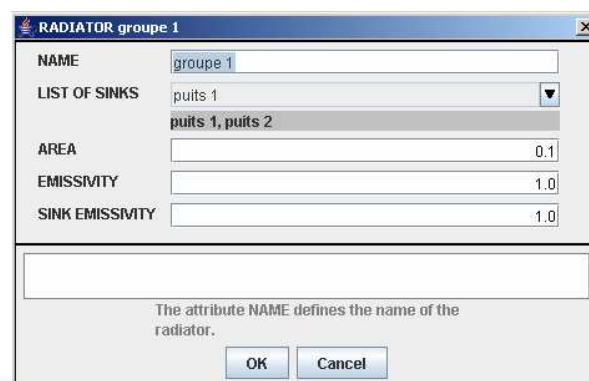 RADIATOR groupe 1
NAME
groupe 1
LIST OF SINKS
puits 1
puits 1, puits 2
AREA
0.1
EMISSIVITY
1.0
SINK EMISSIVITY
1.0
The attribute NAME defines the name of the
radiator.
OK Cancel